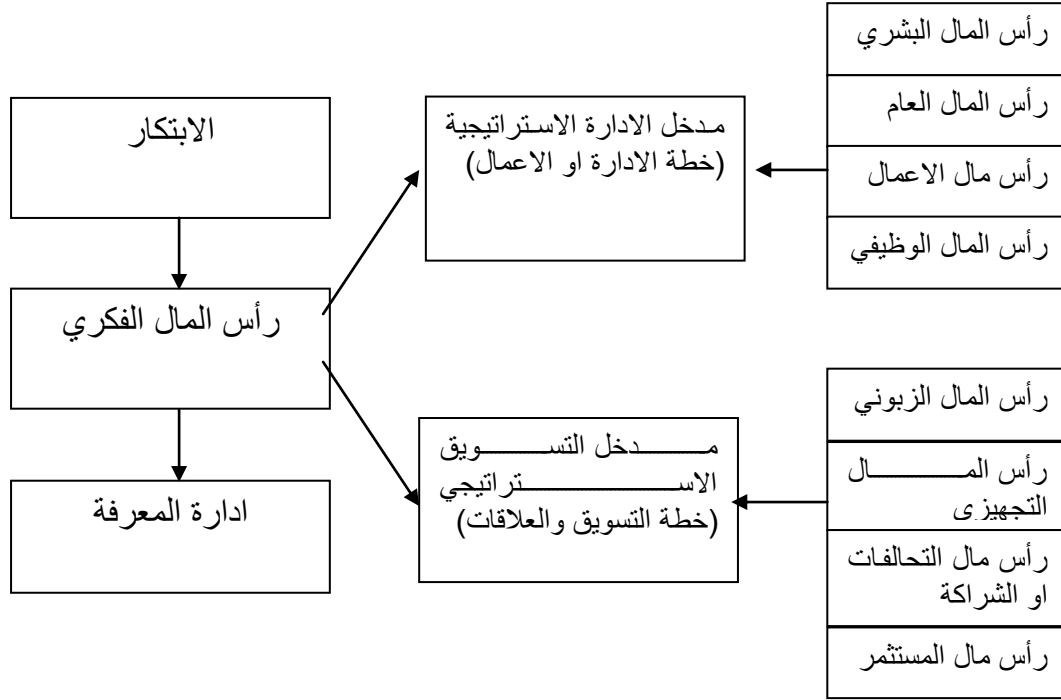 الابتكار
رأس المال الفكري
ادارة المعرفة
مدخل الادارة الاستراتيجية
(خطة الادارة او الاعمال)
مدخل التسويق
الاستراتيجي
(خطة التسويق والعلاقات)
رأس المال البشري
رأس المال العام
رأس مال الاعمال
رأس المال الوظيفي
رأس المال الزبوني
رأس المال
التجهيزي
رأس مال التحالفات
او الشراكة
رأس مال المستثمر